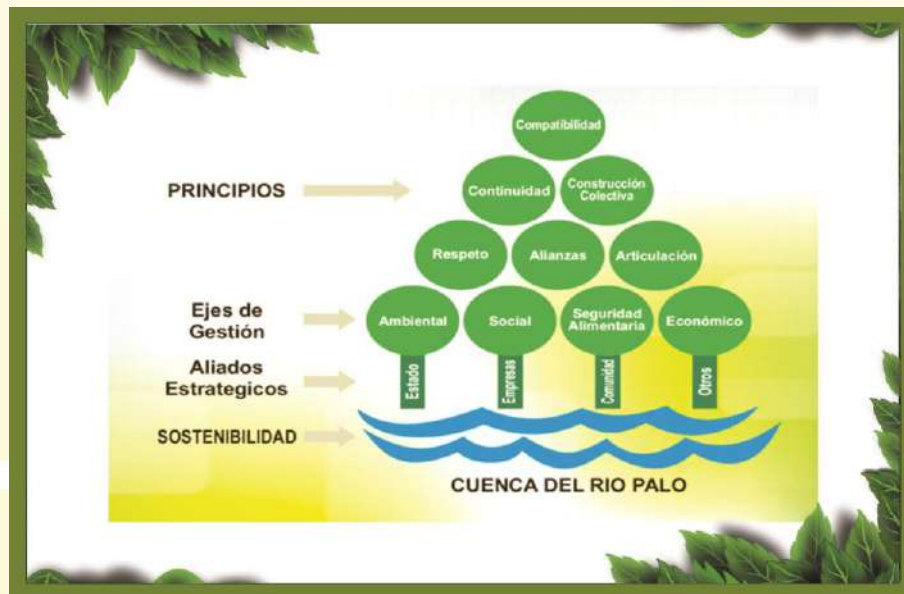 Compatibilidad
PRINCIPIOS
Continuidad
Construcción
Colectiva
Respeto
Alianzas
Articulación
Ejes de
Gestión
Ambiental
Social
Seguridad
Alimentaria
Económico
Aliados
Estrategicos
Estado
Empresas
Comunidad
Otros
SOSTENIBILIDAD
CUENCA DEL RIO PALO